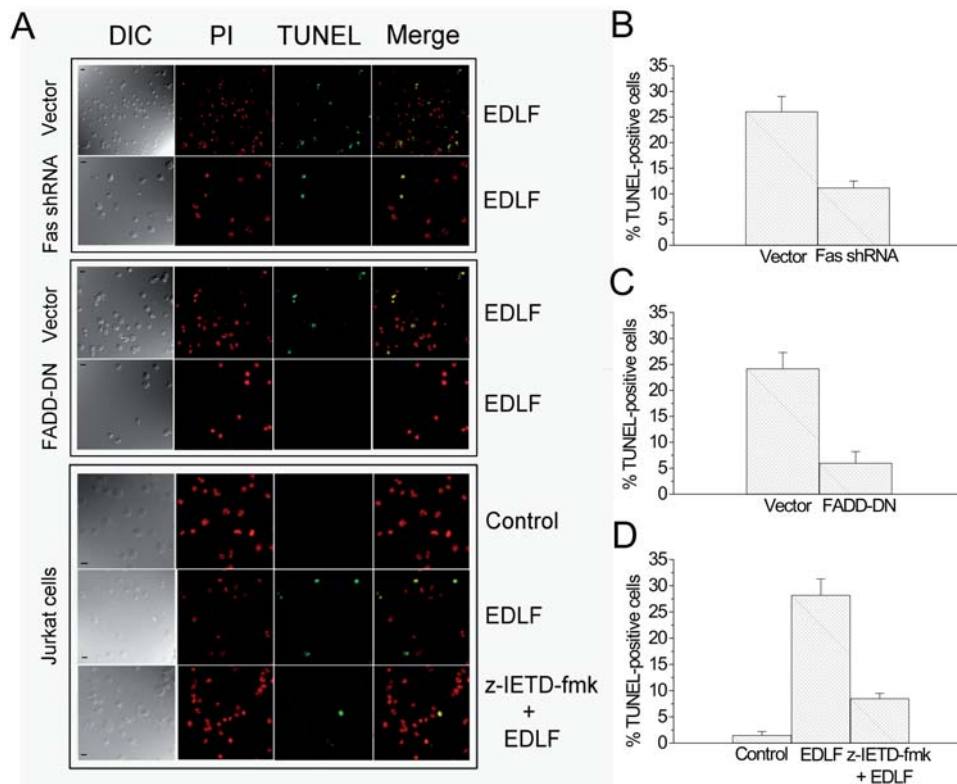 A
DIC PI TUNEL Merge
Vector
EDLF
Fas shRNA
EDLF
Vector
EDLF
FADD-DN
EDLF
Jurkat cells
Control
EDLF
z-IETD-fmk
+
EDLF
B
% TUNEL-positive cells
35
30
25
20
15
10
5
0
Vector Fas shRNA
C
% TUNEL-positive cells
35
30
25
20
15
10
5
0
Vector FADD-DN
D
% TUNEL-positive cells
35
30
25
20
15
10
5
0
Control EDLF z-IETD-fmk
+ EDLF